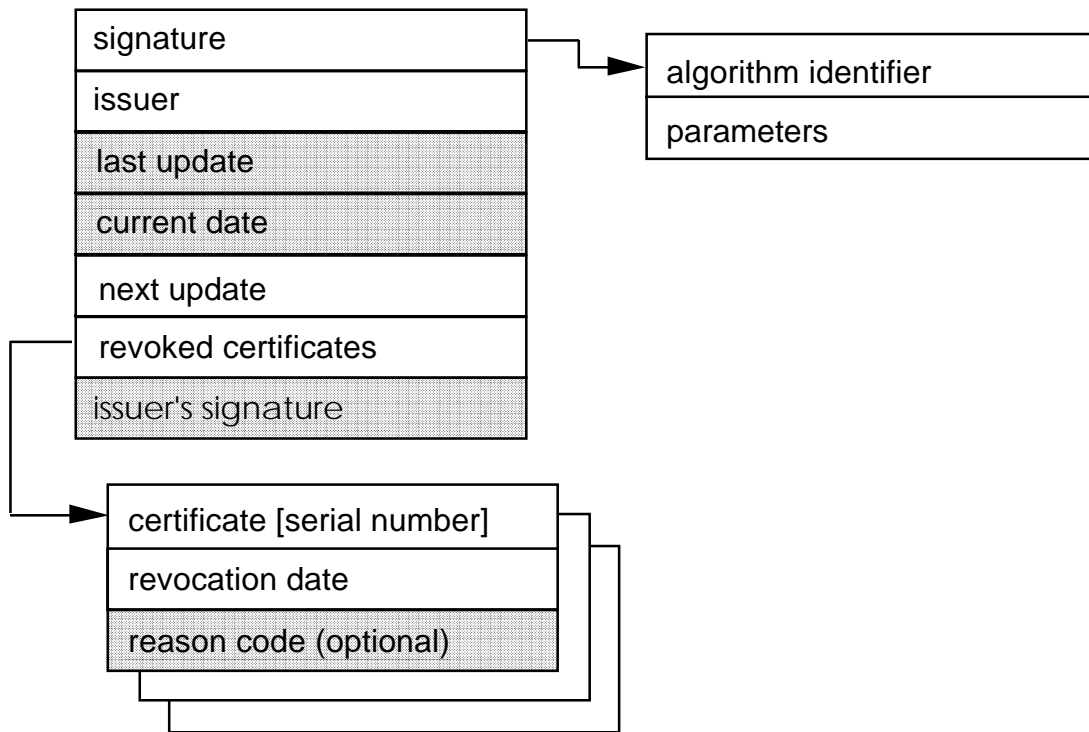 signature
issuer
last update
current date
next update
revoked certificates
issuer's signature
algorithm identifier
parameters
certificate [serial number]
revocation date
reason code (optional)